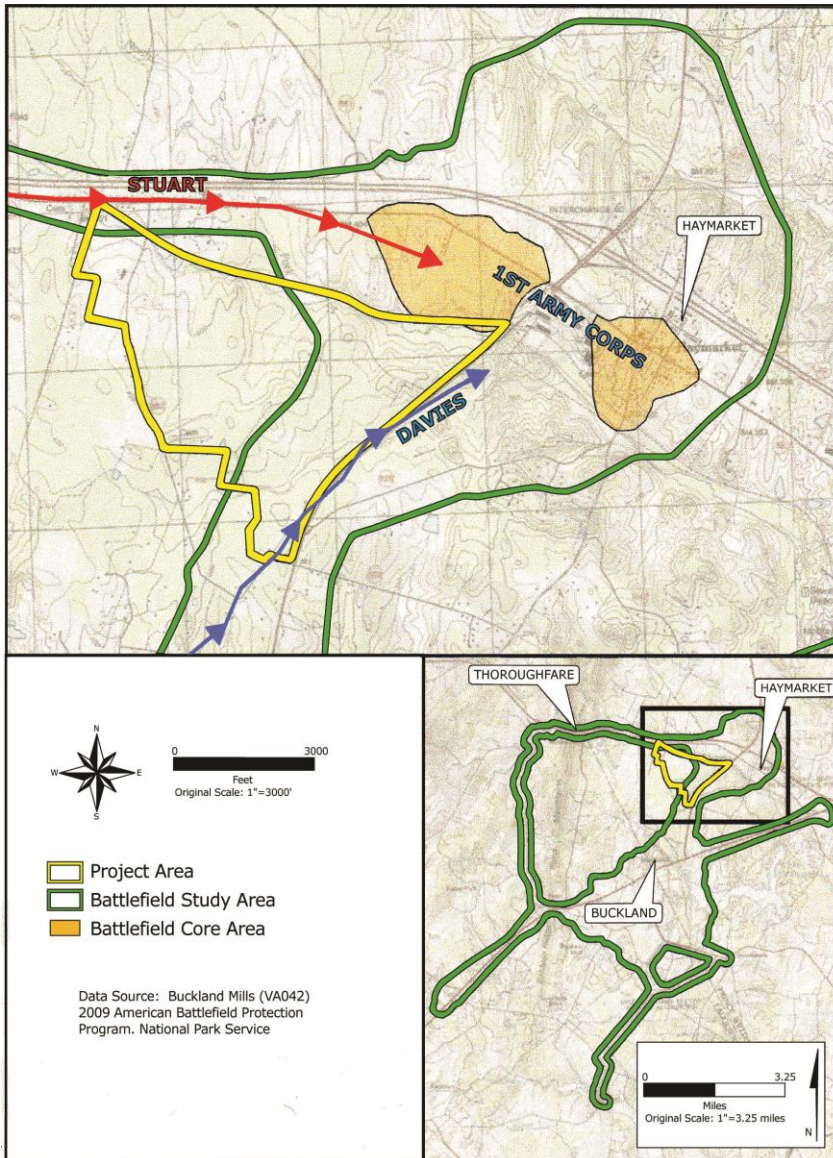 STUART
INTERCHANGE 40
HAYMARKET
1ST ARMY CORPS
DAVIES
THOROUGHFARE
HAYMARKET
BUCKLAND
N
W
E
S
0
3000
Feet
Original Scale: 1"=3000'
Project Area
Battlefield Study Area
Battlefield Core Area
Data Source: Buckland Mills (VA042)
2009 American Battlefield Protection
Program. National Park Service
0
3.25
Miles
Original Scale: 1"=3.25 miles
N